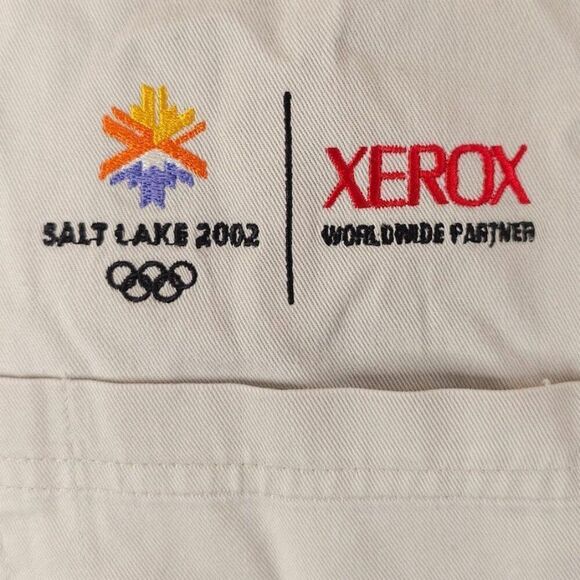 SALT LAKE 2002
XEROX
WORLDWIDE PARTNER